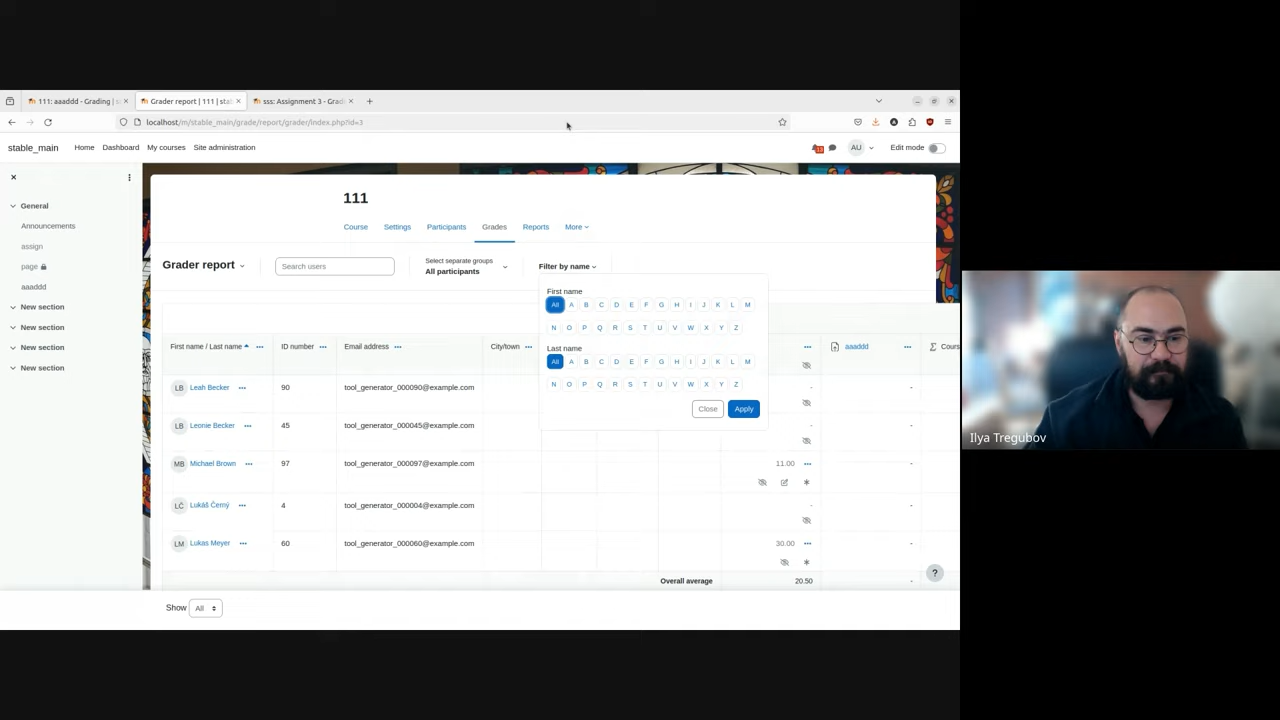 111: aaaddd - Grading | s
Grader report | 111 | stab
sss: Assignment 3 - Gradi
localhost/m/stable_main/grade/report/grader/index.php?id=3
stable_main
Home
Dashboard
My courses
Site administration
AU
Edit mode
General
Announcements
assign
page
aaaddd
New section
New section
New section
New section
111
Course
Settings
Participants
Grades
Reports
More
Grader report
Search users
Select separate groups
All participants
Filter by name
First name
All A B C D E F G H I J K L M
N O P Q R S T U V W X Y Z
Last name
All A B C D E F G H I J K L M
N O P Q R S T U V W X Y Z
Close
Apply
First name / Last name
ID number
Email address
City/town
aaaddd
Cours
LB Leah Becker 90 tool_generator_000090@example.com - -
LB Leonie Becker 45 tool_generator_000045@example.com - -
MB Michael Brown 97 tool_generator_000097@example.com 11.00 -
LČ Lukáš Černý 4 tool_generator_000004@example.com - -
LM Lukas Meyer 60 tool_generator_000060@example.com 30.00 -
Overall average 20.50 -
?
Show All
Ilya Tregubov